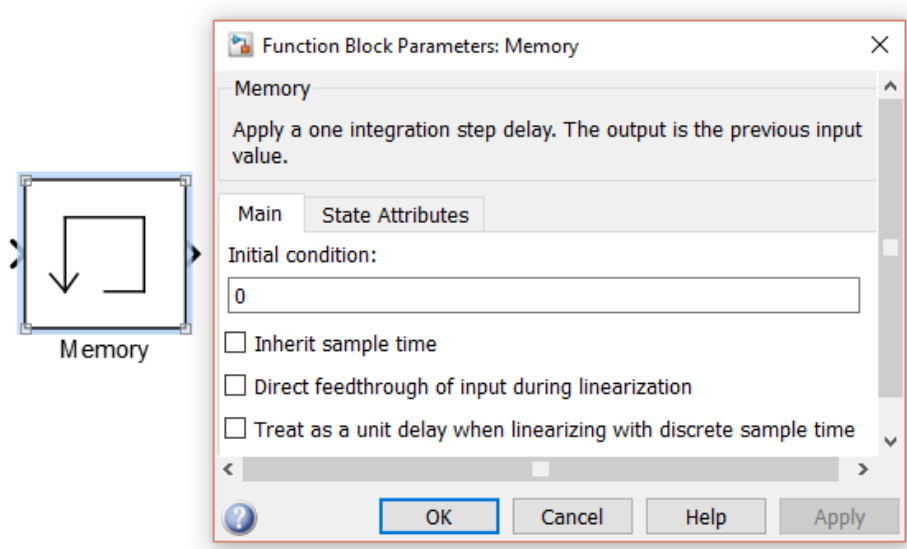 Function Block Parameters: Memory
Memory
Apply a one integration step delay. The output is the previous input
value.
Main
State Attributes
Initial condition:
0
Inherit sample time
Direct feedthrough of input during linearization
Treat as a unit delay when linearizing with discrete sample time
OK
Cancel
Help
Apply
Memory